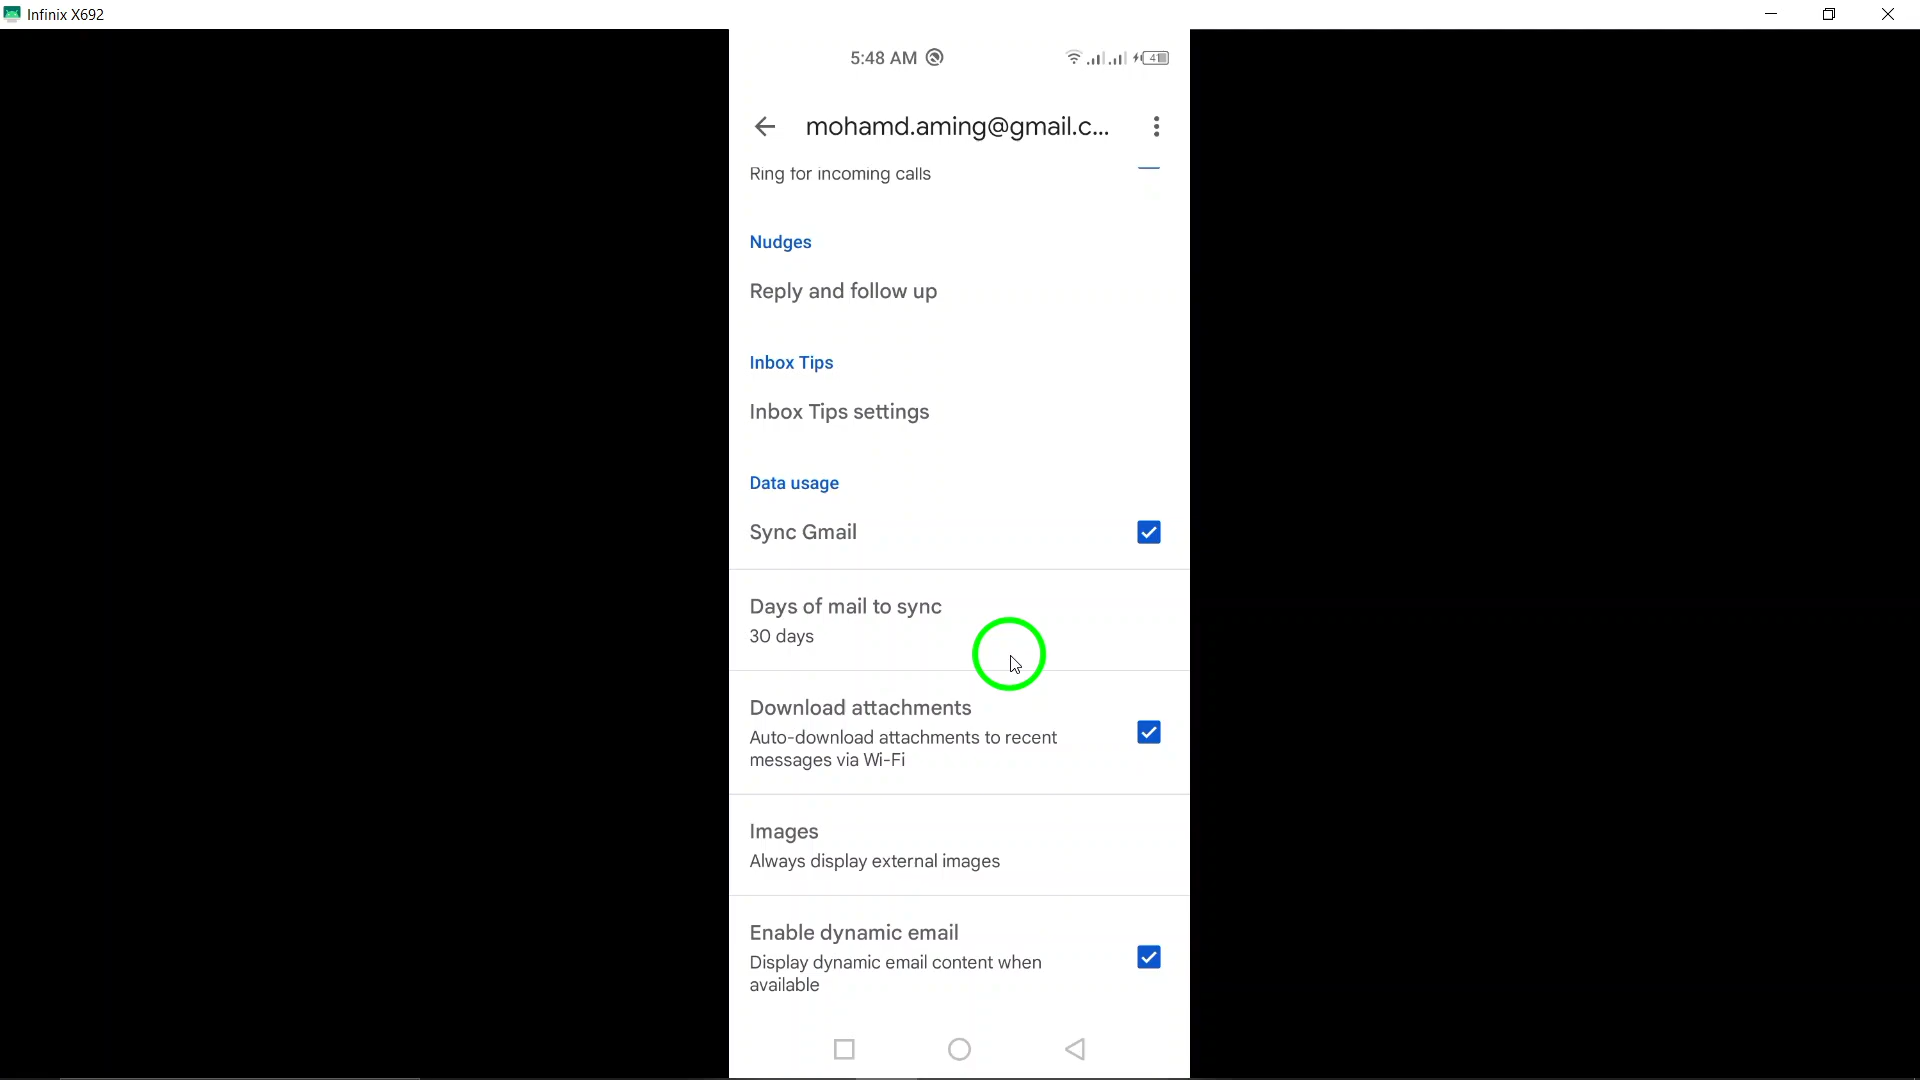 Infinix X692
5:48 AM
41
mohamd.aming@gmail.c...
Ring for incoming calls
Nudges
Reply and follow up
Inbox Tips
Inbox Tips settings
Data usage
Sync Gmail
Days of mail to sync
30 days
Download attachments
Auto-download attachments to recent
messages via Wi-Fi
Images
Always display external images
Enable dynamic email
Display dynamic email content when
available